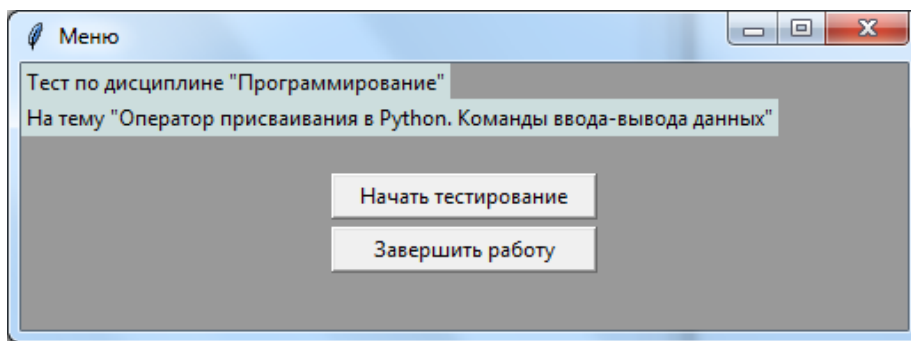 Меню
Тест по дисциплине "Программирование"
На тему "Оператор присваивания в Python. Команды ввода-вывода данных"
Начать тестирование
Завершить работу